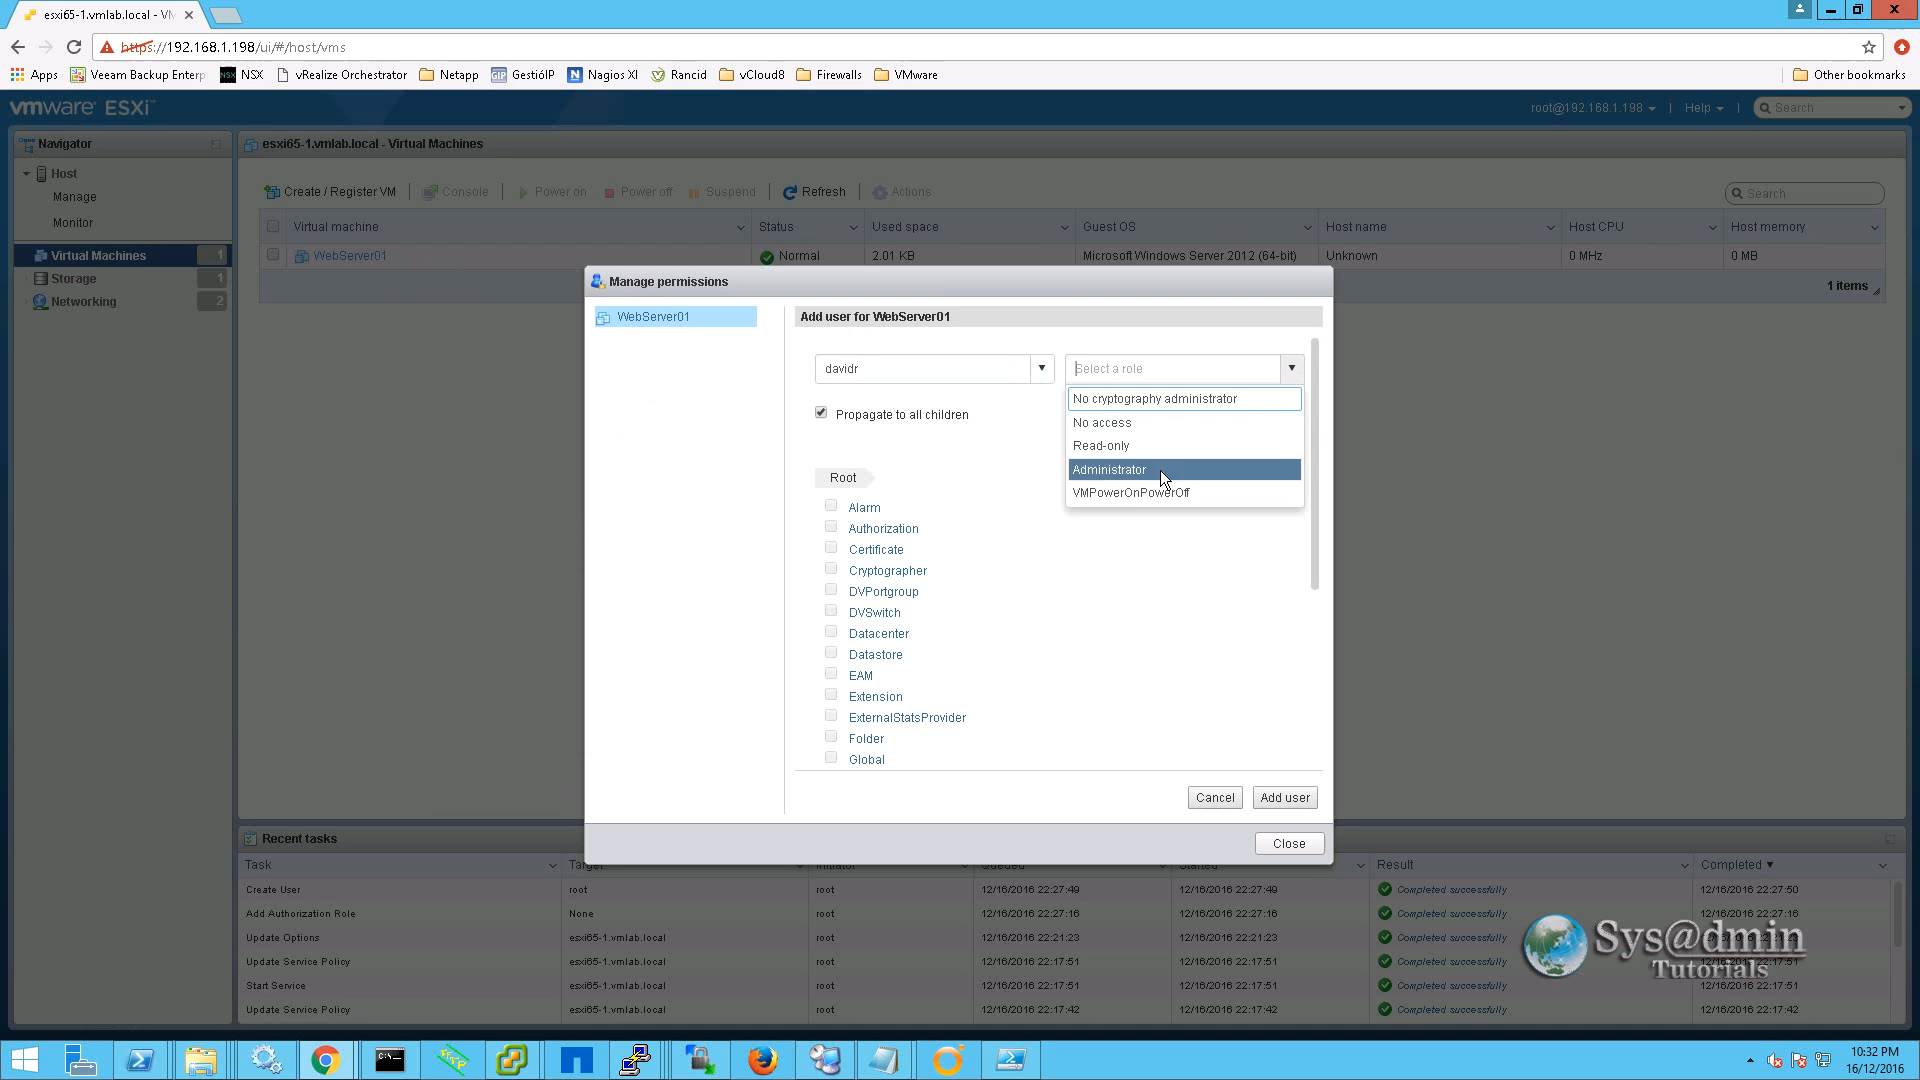 esxi65-1.vmlab.local - VM
https://192.168.1.198/ui/#/host/vms
Apps Veeam Backup Enterp NSX vRealize Orchestrator Netapp GestióIP Nagios XI Rancid vCloud8 Firewalls VMware Other bookmarks
vmware ESXi
root@192.168.1.198 | Help | Search
Navigator
Host
Manage
Monitor
Virtual Machines 1
Storage 1
Networking 2
esxi65-1.vmlab.local - Virtual Machines
Create / Register VM | Console | Power on Power off Suspend | Refresh | Actions
Search
Virtual machine Status Used space Guest OS Host name Host CPU Host memory
WebServer01 Normal 2.01 KB Microsoft Windows Server 2012 (64-bit) Unknown 0 MHz 0 MB
1 items
Manage permissions
WebServer01
Add user for WebServer01
davidr
Select a role
No cryptography administrator
No access
Read-only
Administrator
VMPowerOnPowerOff
Propagate to all children
Root
Alarm
Authorization
Certificate
Cryptographer
DVPortgroup
DVSwitch
Datacenter
Datastore
EAM
Extension
ExternalStatsProvider
Folder
Global
Cancel Add user
Close
Recent tasks
Task Target Initiator Queued Started Result Completed
Create User root root 12/16/2016 22:27:49 12/16/2016 22:27:49 Completed successfully 12/16/2016 22:27:50
Add Authorization Role None root 12/16/2016 22:27:16 12/16/2016 22:27:16 Completed successfully 12/16/2016 22:27:16
Update Options esxi65-1.vmlab.local root 12/16/2016 22:21:23 12/16/2016 22:21:23 Completed successfully
Update Service Policy esxi65-1.vmlab.local root 12/16/2016 22:17:51 12/16/2016 22:17:51 Completed successfully 12/16/2016 22:17:51
Start Service esxi65-1.vmlab.local root 12/16/2016 22:17:51 12/16/2016 22:17:51 Completed successfully 12/16/2016 22:17:51
Update Service Policy esxi65-1.vmlab.local root 12/16/2016 22:17:42 12/16/2016 22:17:42 Completed successfully 12/16/2016 22:17:42
Sys@dmin
Tutorials
10:32 PM
16/12/2016